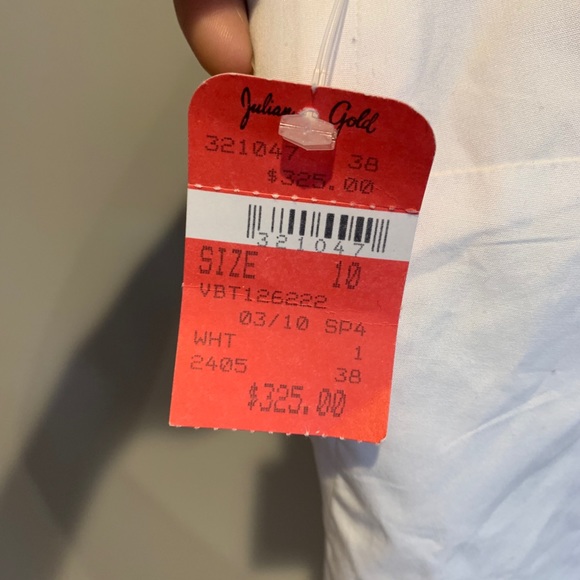 Julian Gold
321047 38
$325.00
321047
SIZE 10
VBT126222
03/10 SP4
WHT 1
2405 38
$325.00